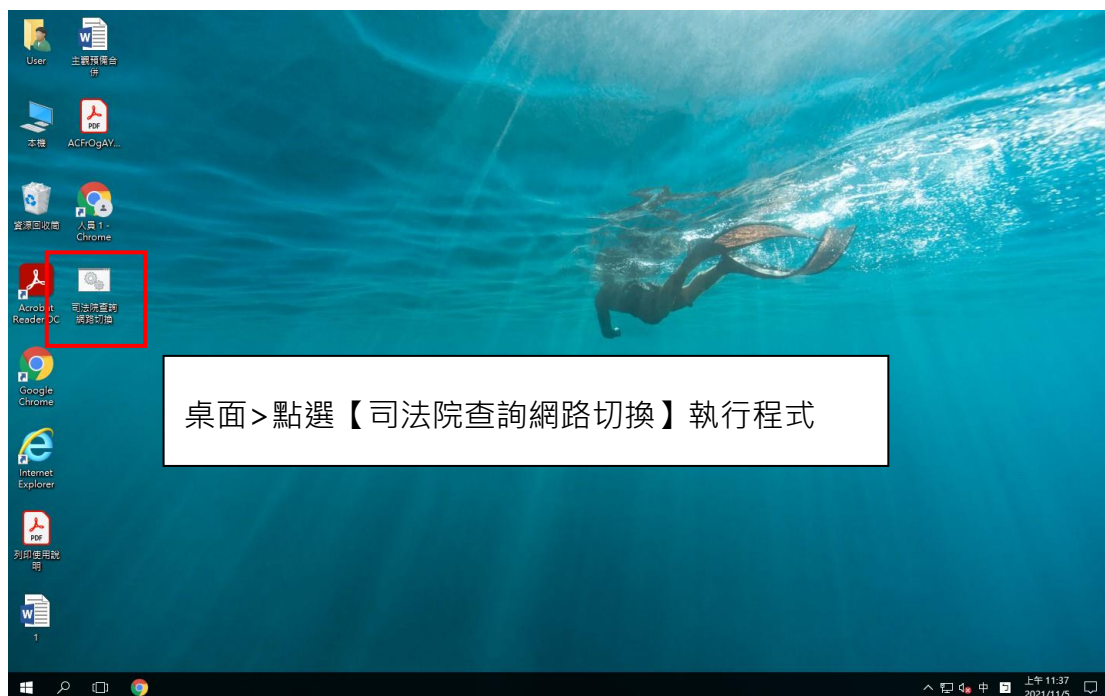 User
主觀預備合
併
本機
ACFrOgAY...
資源回收筒
人員 1 -
Chrome
Acrobat
Reader DC
司法院查詢
網路切換
Google
Chrome
桌面>點選【司法院查詢網路切換】執行程式
Internet
Explorer
列印使用說
明
1
中
上午 11:37
2021/11/5